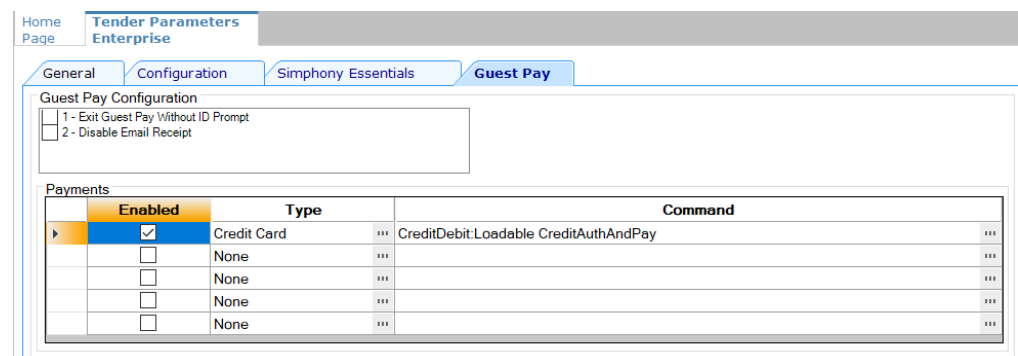 Home Page
Tender Parameters Enterprise
General Configuration Simphony Essentials Guest Pay
Guest Pay Configuration
1 - Exit Guest Pay Without ID Prompt
2 - Disable Email Receipt
Payments
Enabled Type Command
Credit Card ... CreditDebit:Loadable CreditAuthAndPay ...
None ... ...
None ... ...
None ... ...
None ... ...